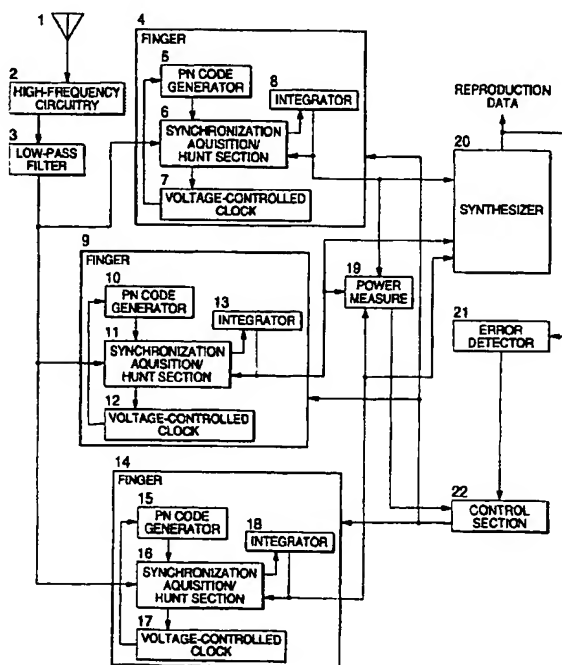 1
2
HIGH-FREQUENCY
CIRCUITRY
3
LOW-PASS
FILTER
4
FINGER
5
PN CODE
GENERATOR
6
SYNCHRONIZATION
AQUISITION/
HUNT SECTION
7
VOLTAGE-CONTROLLED
CLOCK
8
INTEGRATOR
9
FINGER
10
PN CODE
GENERATOR
11
SYNCHRONIZATION
AQUISITION/
HUNT SECTION
12
VOLTAGE-CONTROLLED
CLOCK
13
INTEGRATOR
14
FINGER
15
PN CODE
GENERATOR
16
SYNCHRONIZATION
AQUISITION/
HUNT SECTION
17
VOLTAGE-CONTROLLED
CLOCK
18
INTEGRATOR
19
POWER
MEASURE
REPRODUCTION
DATA
20
SYNTHESIZER
21
ERROR
DETECTOR
22
CONTROL
SECTION